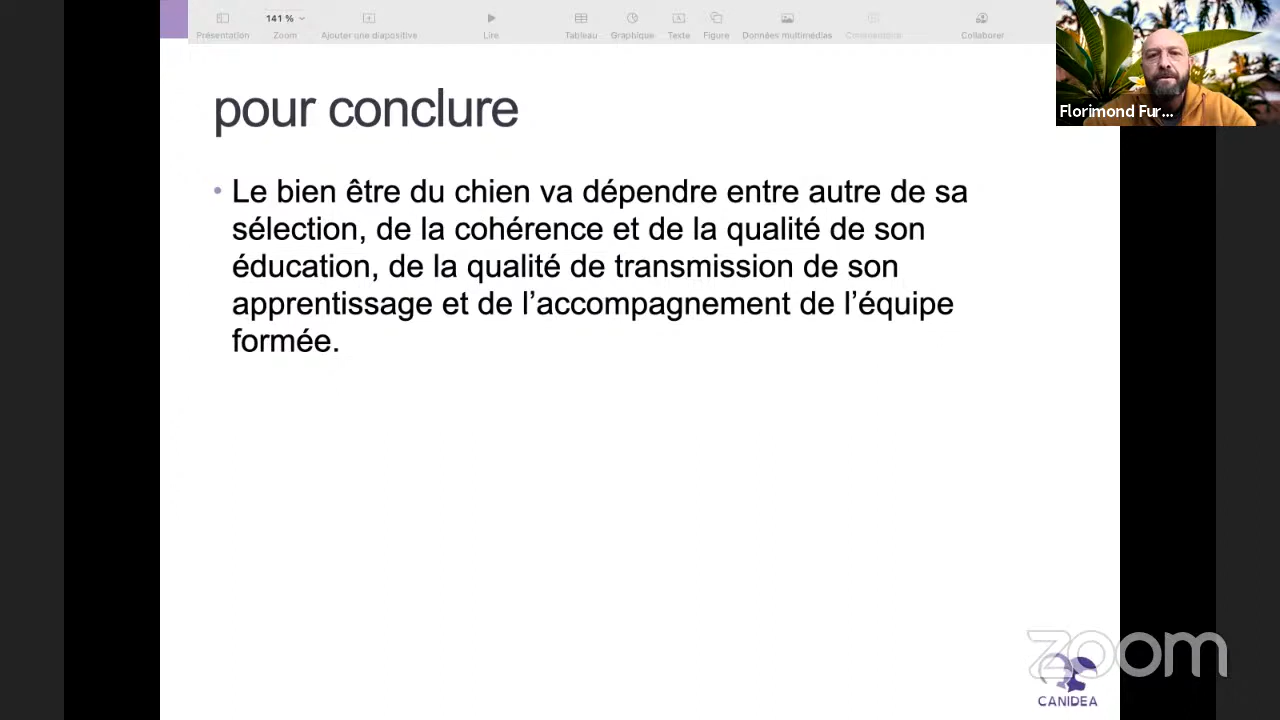 141 %
Présentation
Zoom
Ajouter une diapositive
Lire
Tableau
Graphique
Texte
Figure
Données multimédias
Commentaire
Collaborer
Florimond Fur...
pour conclure
• Le bien être du chien va dépendre entre autre de sa
sélection, de la cohérence et de la qualité de son
éducation, de la qualité de transmission de son
apprentissage et de l’accompagnement de l’équipe
formée.
zoom
CANIDEA